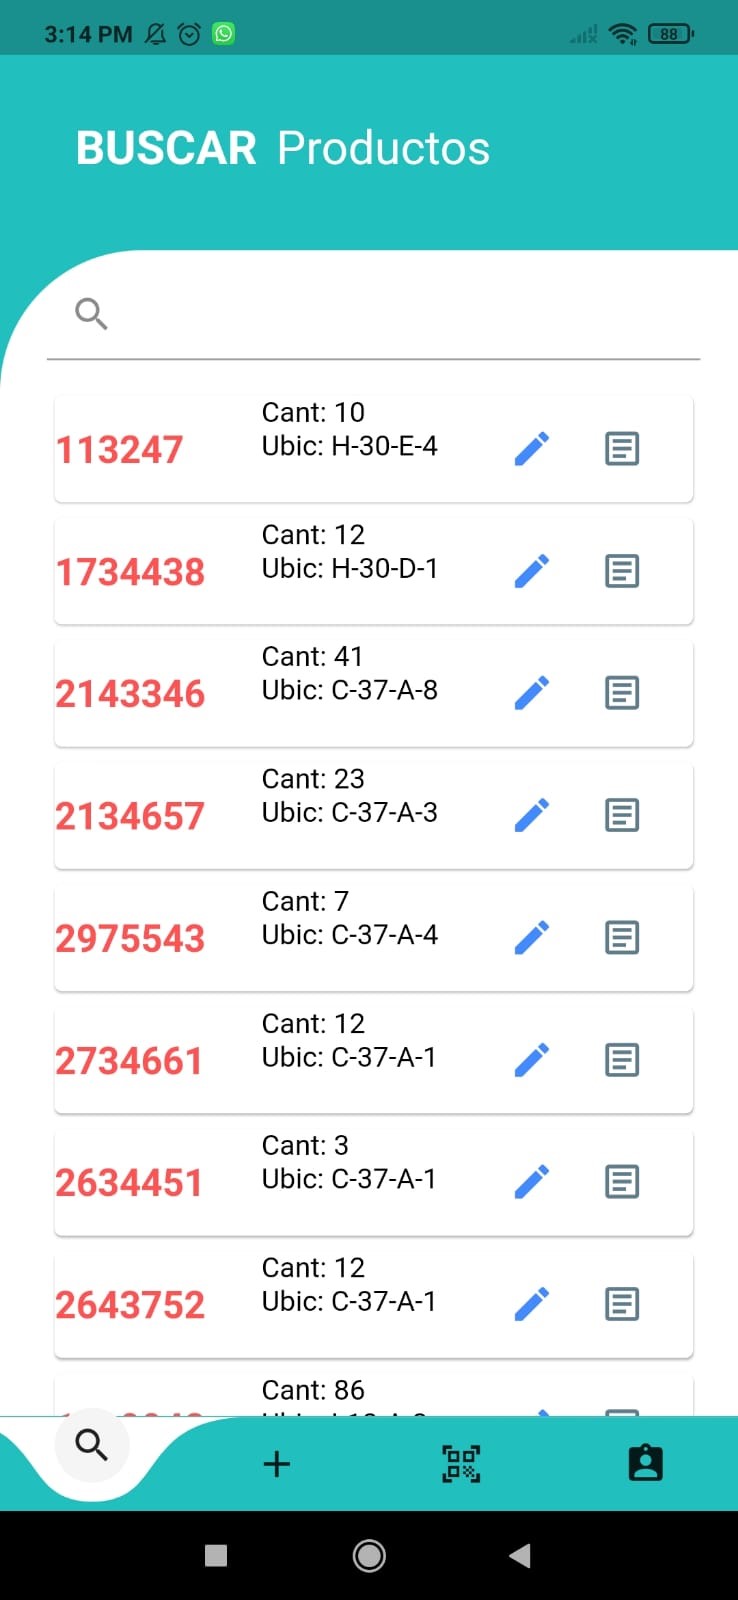 3:14 PM
88
BUSCAR Productos
Cant: 10
113247
Ubic: H-30-E-4
Cant: 12
1734438
Ubic: H-30-D-1
Cant: 41
2143346
Ubic: C-37-A-8
Cant: 23
2134657
Ubic: C-37-A-3
Cant: 7
2975543
Ubic: C-37-A-4
Cant: 12
2734661
Ubic: C-37-A-1
Cant: 3
2634451
Ubic: C-37-A-1
Cant: 12
2643752
Ubic: C-37-A-1
Cant: 86